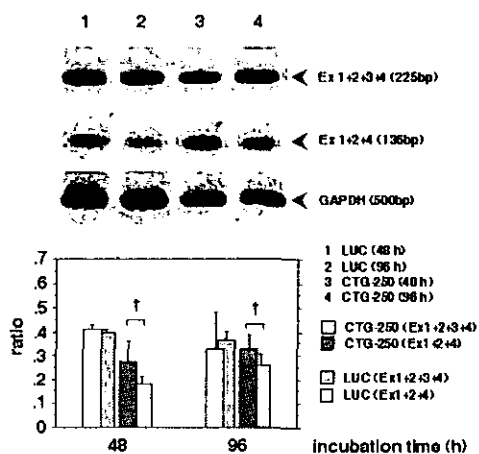 1 2 3 4
Ex 1+2+3+4 (225bp)
Ex 1+2+4 (136bp)
GAPDH (500bp)
.7
.6
.5
.4
.3
.2
.1
0
ratio
†
†
48
96
incubation time (h)
1 LUC (48 h)
2 LUC (96 h)
3 CTG-250 (48 h)
4 CTG-250 (96 h)
CTG-250 (Ex1+2+3+4)
CTG-250 (Ex1+2+4)
LUC (Ex1+2+3+4)
LUC (Ex1+2+4)